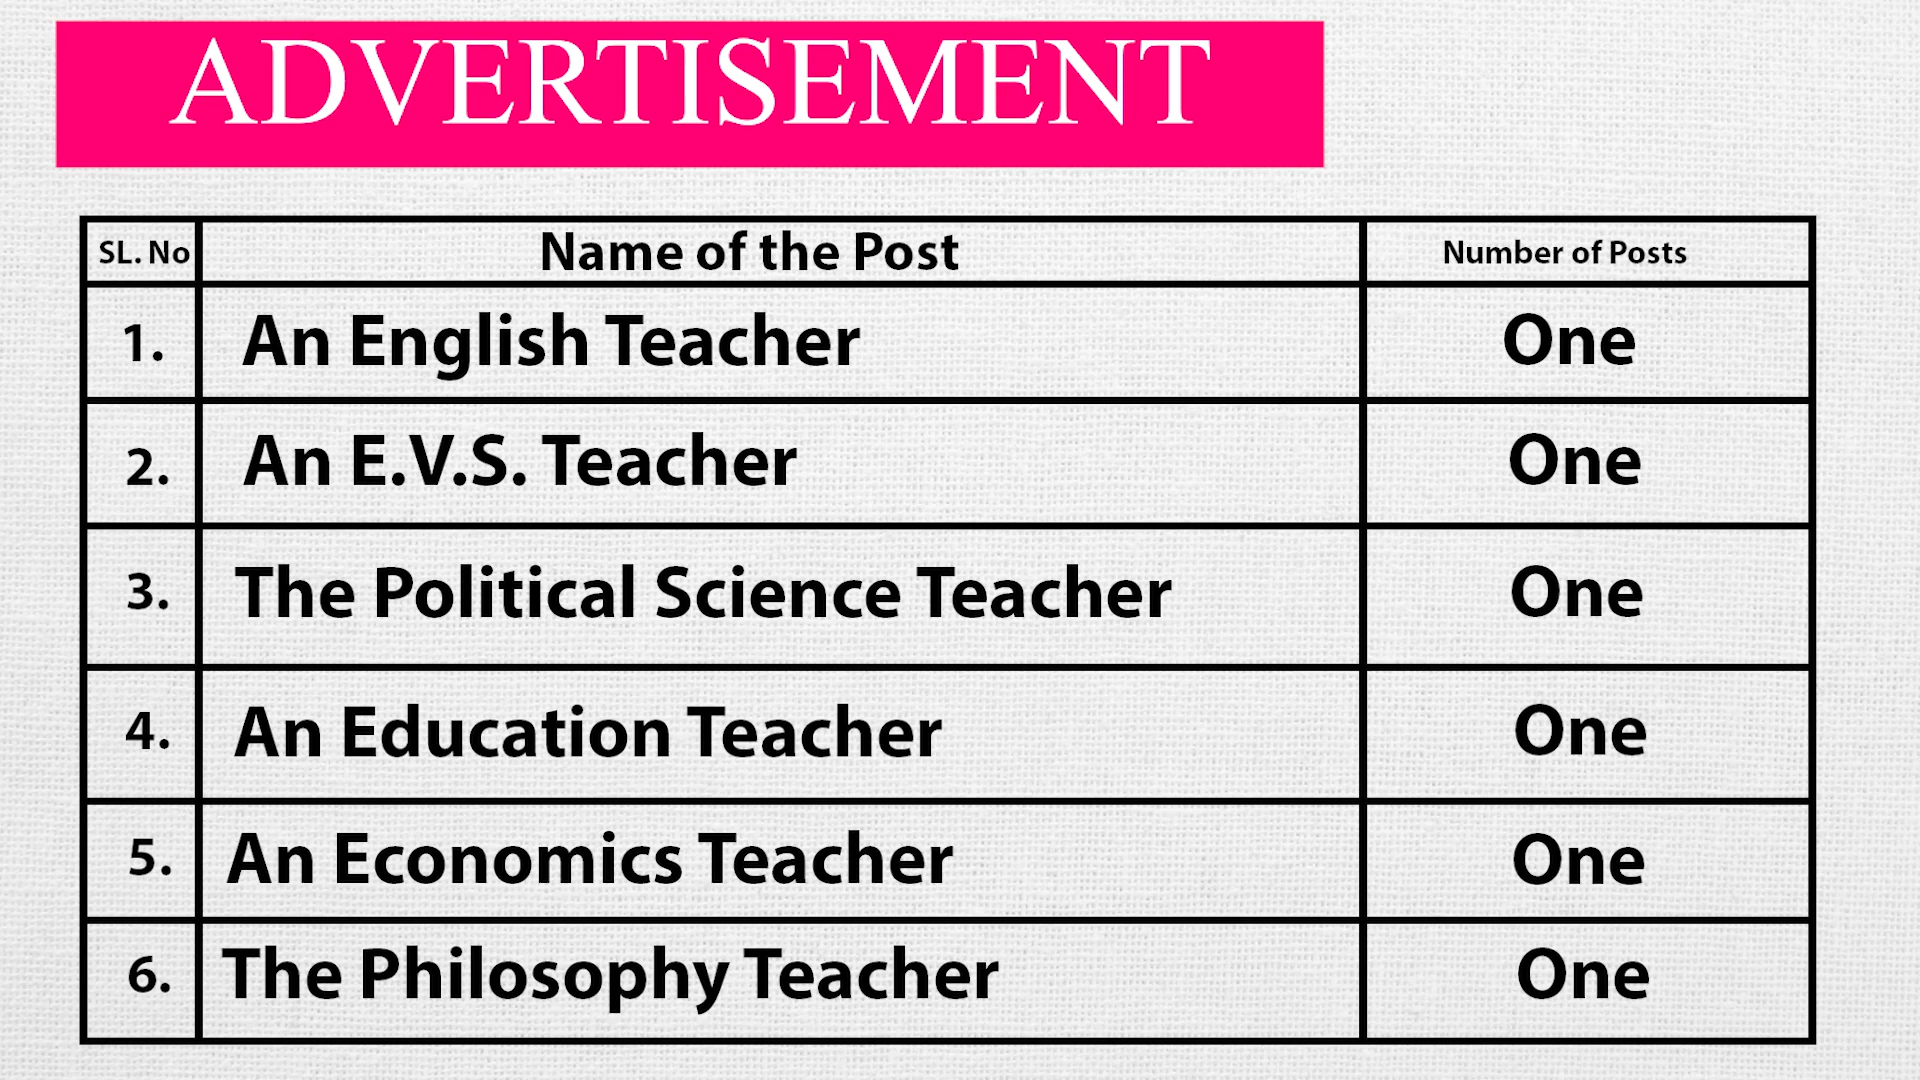 ADVERTISEMENT
SL. No Name of the Post Number of Posts
1. An English Teacher One
2. An E.V.S. Teacher One
3. The Political Science Teacher One
4. An Education Teacher One
5. An Economics Teacher One
6. The Philosophy Teacher One